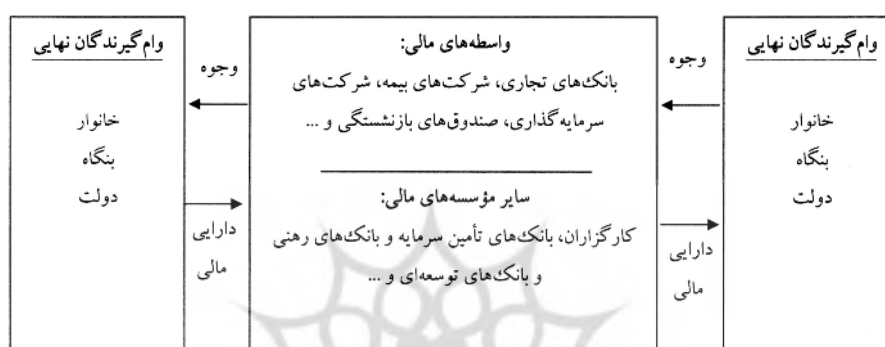 وام‌گیرندگان نهایی
خانوار
بنگاه
دولت
وجوه
دارایی
مالی
واسطه‌های مالی:
بانک‌های تجاری، شرکت‌های بیمه، شرکت‌های
سرمایه‌گذاری، صندوق‌های بازنشستگی و ...
سایر مؤسسه‌های مالی:
کارگزاران، بانک‌های تأمین سرمایه و بانک‌های رهنی
و بانک‌های توسعه‌ای و ...
وجوه
دارایی
مالی
وام‌گیرندگان نهایی
خانوار
بنگاه
دولت